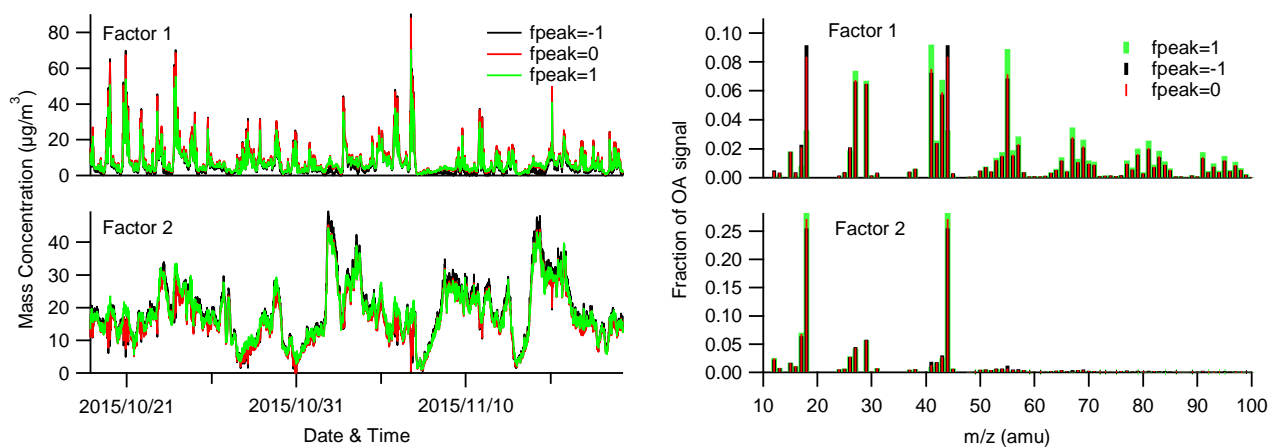 Mass Concentration (µg/m³)
80
60
40
20
0
Factor 1
fpeak=-1
fpeak=0
fpeak=1
50
40
30
20
10
0
Factor 2
2015/10/21
2015/10/31
2015/11/10
Date & Time
Fraction of OA signal
0.10
0.08
0.06
0.04
0.02
0.00
Factor 1
fpeak=1
fpeak=-1
fpeak=0
0.25
0.20
0.15
0.10
0.05
0.00
Factor 2
10 20 30 40 50 60 70 80 90 100
m/z (amu)